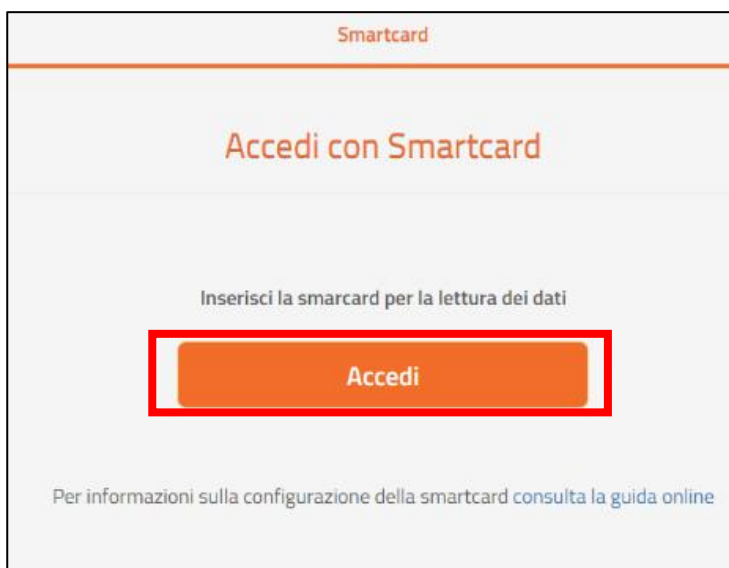 Smartcard
Accedi con Smartcard
Inserisci la smarcard per la lettura dei dati
Accedi
Per informazioni sulla configurazione della smartcard consulta la guida online